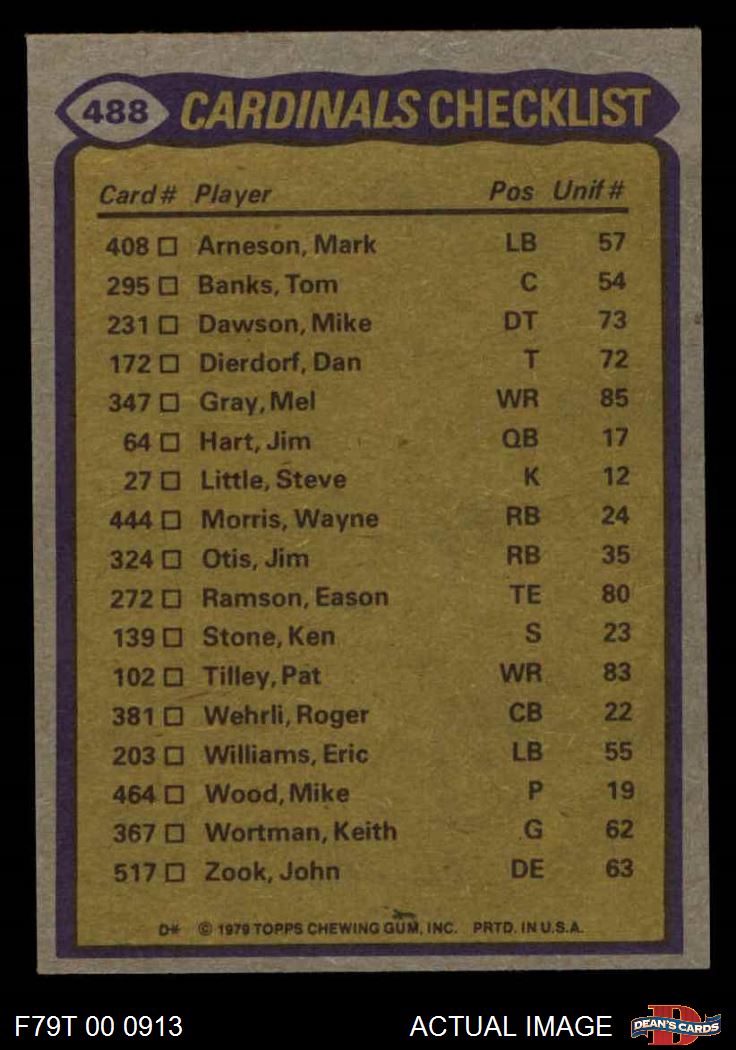 488 CARDINALS CHECKLIST
Card # Player Pos Unif #
408 □ Arneson, Mark LB 57
295 □ Banks, Tom C 54
231 □ Dawson, Mike DT 73
172 □ Dierdorf, Dan T 72
347 □ Gray, Mel WR 85
64 □ Hart, Jim QB 17
27 □ Little, Steve K 12
444 □ Morris, Wayne RB 24
324 □ Otis, Jim RB 35
272 □ Ramson, Eason TE 80
139 □ Stone, Ken S 23
102 □ Tilley, Pat WR 83
381 □ Wehrli, Roger CB 22
203 □ Williams, Eric LB 55
464 □ Wood, Mike P 19
367 □ Wortman, Keith G 62
517 □ Zook, John DE 63
D* © 1979 TOPPS CHEWING GUM, INC. PRTD. IN U.S.A.
F79T 00 0913 ACTUAL IMAGE D DEAN'S CARDS